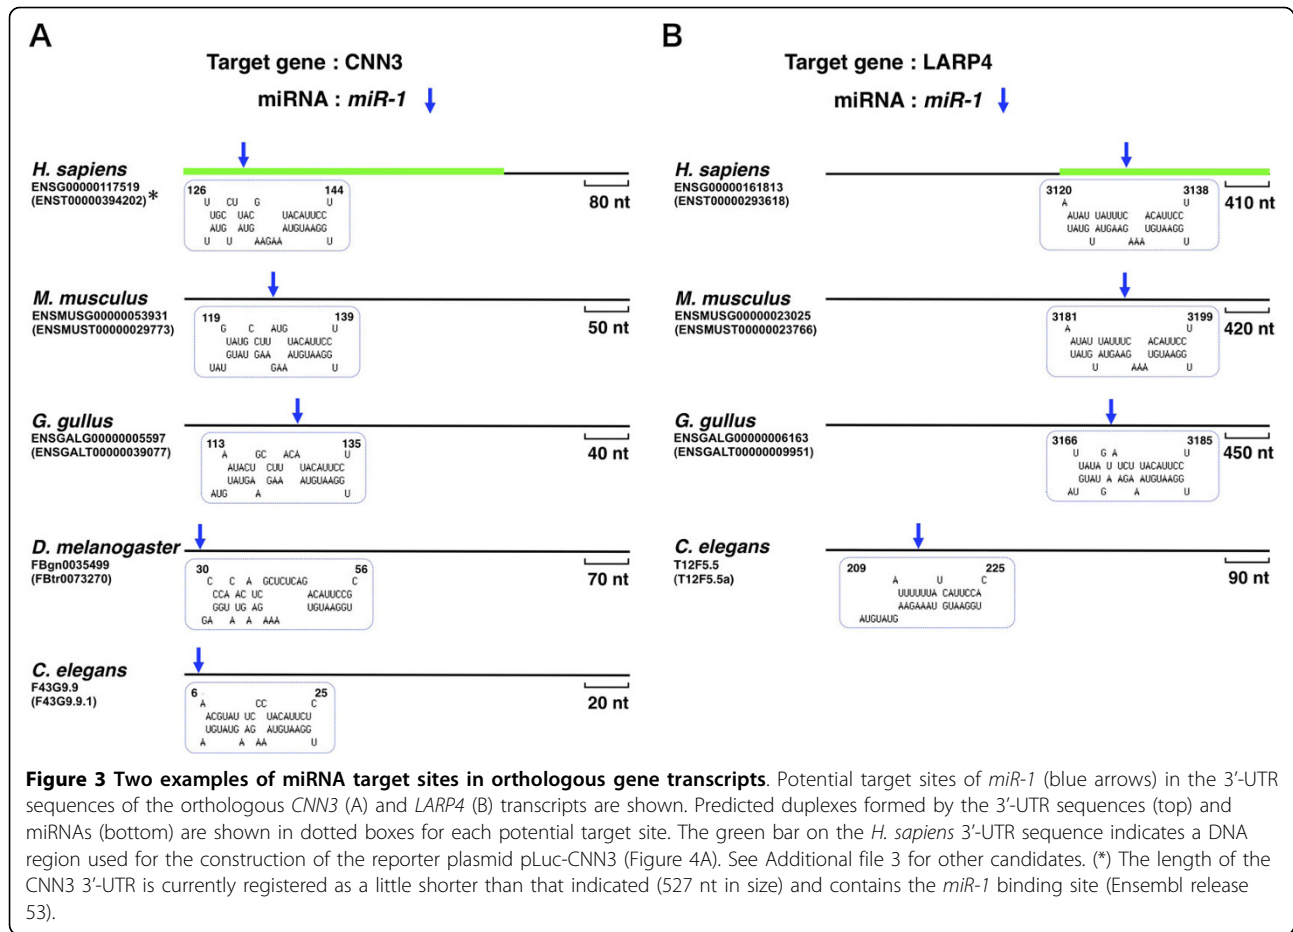 A
Target gene : CNN3
miRNA : miR-1
H. sapiens
ENSG00000117519
(ENST00000394202)*
80 nt
126 144
U CU G U
UGC UAC UACAUUCC
AUG AUG AUGUAAGG
U U AAGAA U
M. musculus
ENSMUSG00000053931
(ENSMUST00000029773)
50 nt
119 139
G C AUG U
UAUG CUU UACAUUCC
GUAU GAA AUGUAAGG
UAU GAA U
G. gullus
ENSGALG00000005597
(ENSGALT00000039077)
40 nt
113 135
A GC ACA U
AUACU CUU UACAUUCC
UAUGA GAA AUGUAAGG
AUG A U
D. melanogaster
FBgn0035499
(FBtr0073270)
70 nt
30 56
C C A GCUCUCAG C
CCA AC UC ACAUUCCG
GGU UG AG UGUAAGGU
GA A A AAA
C. elegans
F43G9.9
(F43G9.9.1)
20 nt
6 25
A CC C
ACGUAU UC UACAUUCU
UGUAUG AG AUGUAAGG
A A AA U
B
Target gene : LARP4
miRNA : miR-1
H. sapiens
ENSG00000161813
(ENST00000293618)
410 nt
3120 3138
A U
AUAU UAUUUC ACAUUCC
UAUG AUGAAG UGUAAGG
U AAA U
M. musculus
ENSMUSG00000023025
(ENSMUST00000023766)
420 nt
3181 3199
A U
AUAU UAUUUC ACAUUCC
UAUG AUGAAG UGUAAGG
U AAA U
G. gullus
ENSGALG00000006163
(ENSGALT00000009951)
450 nt
3166 3185
U G A U
UAUA U UCU UACAUUCC
GUAU A AGA AUGUAAGG
AU G A U
C. elegans
T12F5.5
(T12F5.5a)
90 nt
209 225
A U C
UUUUUUA CAUUCCA
AAGAAAU GUAAGGU
AUGUAUG
Figure 3 Two examples of miRNA target sites in orthologous gene transcripts. Potential target sites of miR-1 (blue arrows) in the 3′-UTR
sequences of the orthologous CNN3 (A) and LARP4 (B) transcripts are shown. Predicted duplexes formed by the 3′-UTR sequences (top) and
miRNAs (bottom) are shown in dotted boxes for each potential target site. The green bar on the H. sapiens 3′-UTR sequence indicates a DNA
region used for the construction of the reporter plasmid pLuc-CNN3 (Figure 4A). See Additional file 3 for other candidates. (*) The length of the
CNN3 3′-UTR is currently registered as a little shorter than that indicated (527 nt in size) and contains the miR-1 binding site (Ensembl release
53).